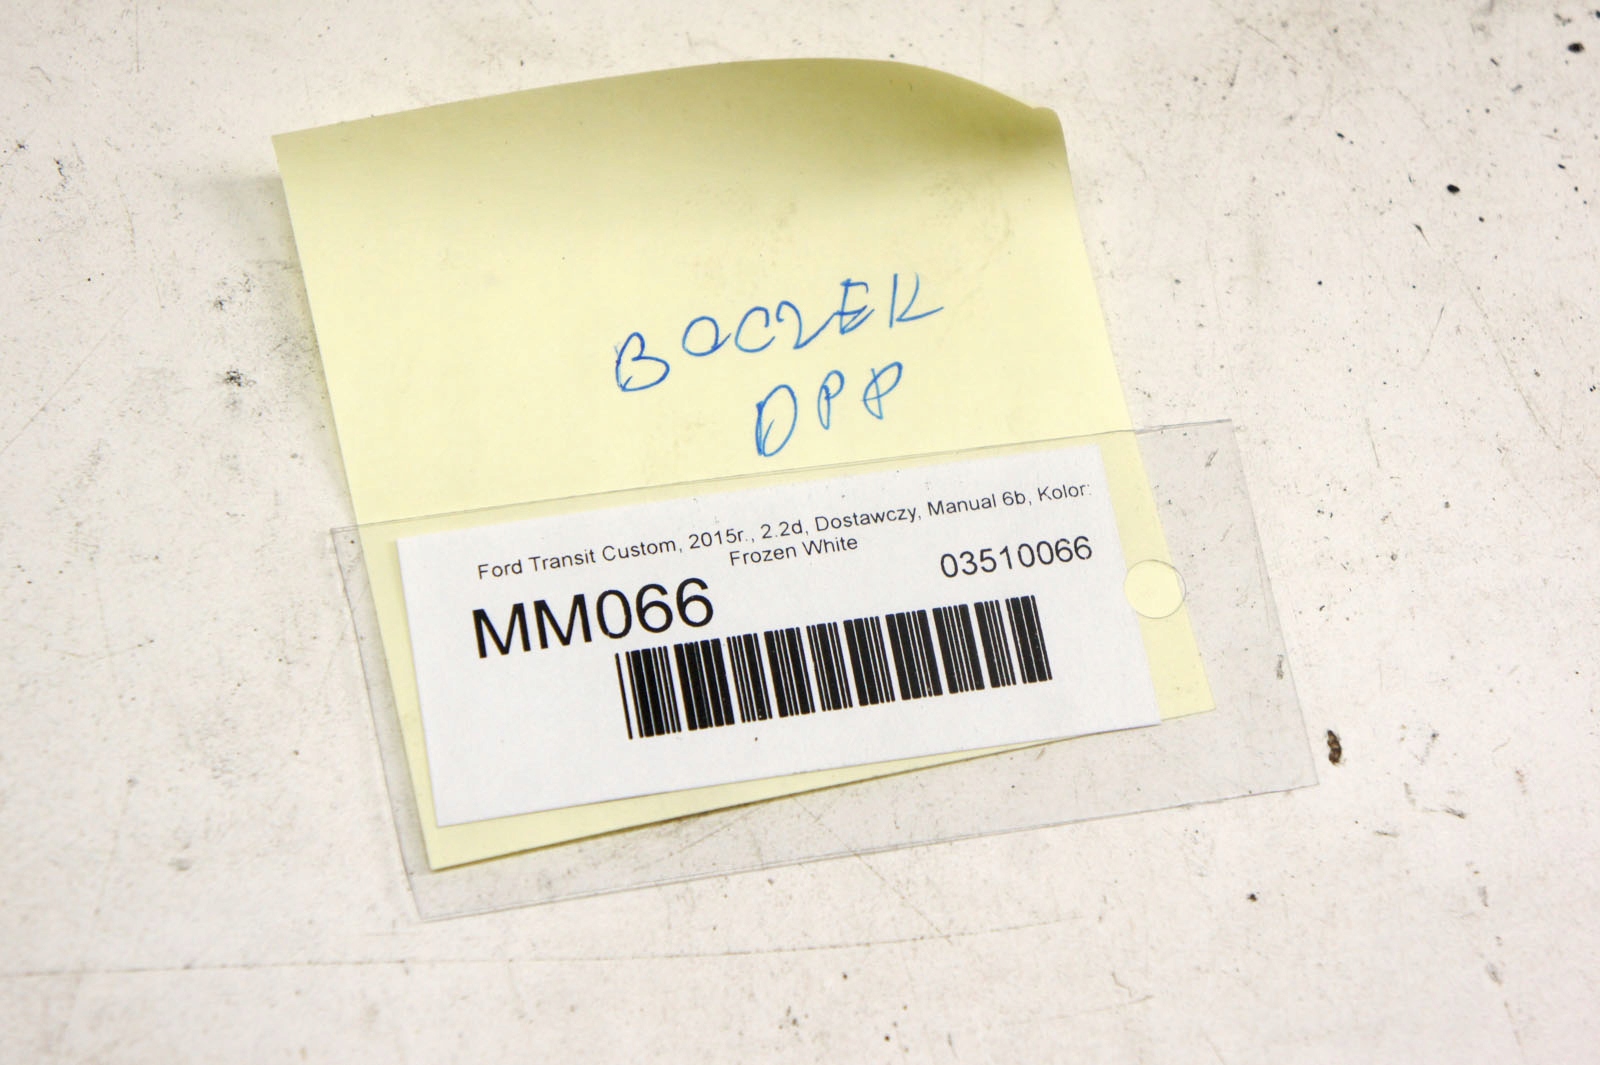 BOCZEK
DPP
Ford Transit Custom, 2015r., 2.2d, Dostawczy, Manual 6b, Kolor:
Frozen White
03510066
MM066